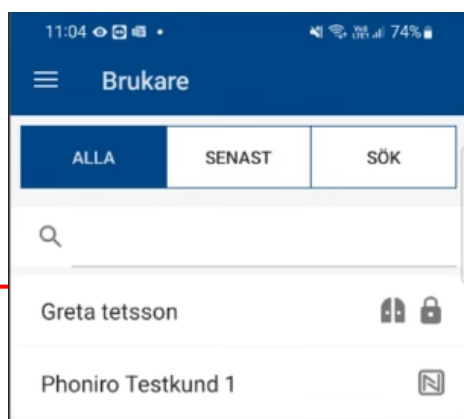 11:04 74%
Brukare
ALLA SENAST SÖK
Greta tetsson
Phoniro Testkund 1